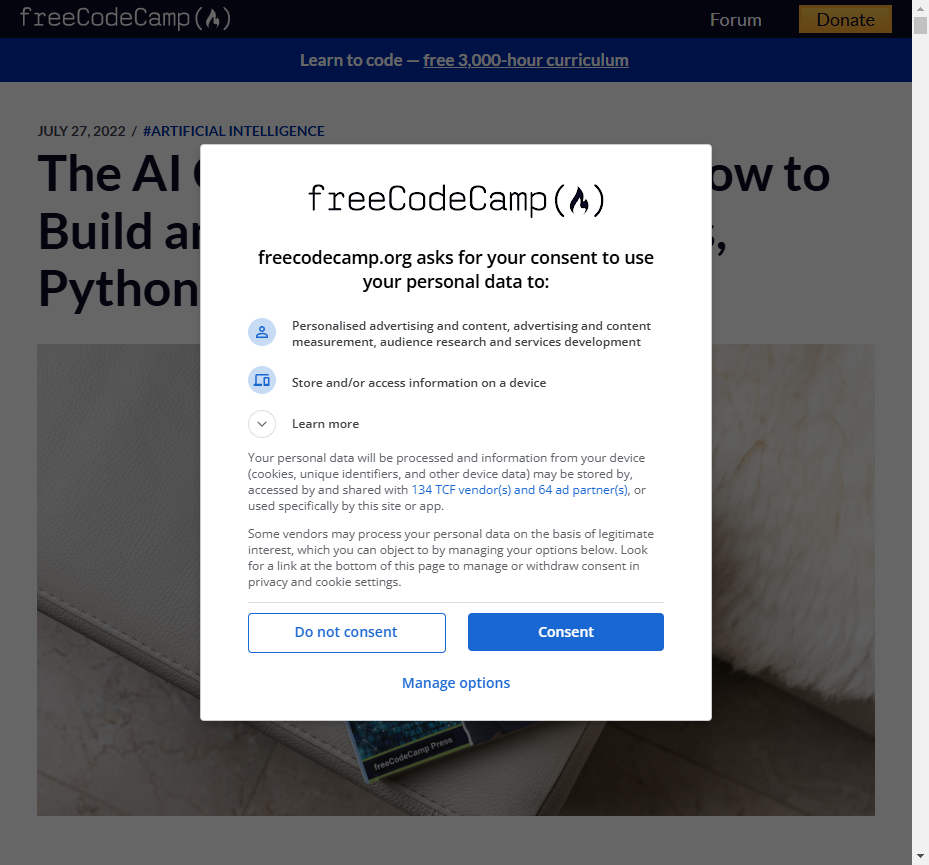 freeCodeCamp
Forum
Donate
Learn to code — free 3,000-hour curriculum
JULY 27, 2022 / #ARTIFICIAL INTELLIGENCE
The AI
ow to
Build
Python
freeCodeCamp
freecodecamp.org asks for your consent to use
your personal data to:
Personalised advertising and content, advertising and content
measurement, audience research and services development
Store and/or access information on a device
Learn more
Your personal data will be processed and information from your device
(cookies, unique identifiers, and other device data) may be stored by,
accessed by and shared with 134 TCF vendor(s) and 64 ad partner(s), or
used specifically by this site or app.
Some vendors may process your personal data on the basis of legitimate
interest, which you can object to by managing your options below. Look
for a link at the bottom of this page to manage or withdraw consent in
privacy and cookie settings.
Do not consent
Consent
Manage options
freeCodeCamp Press